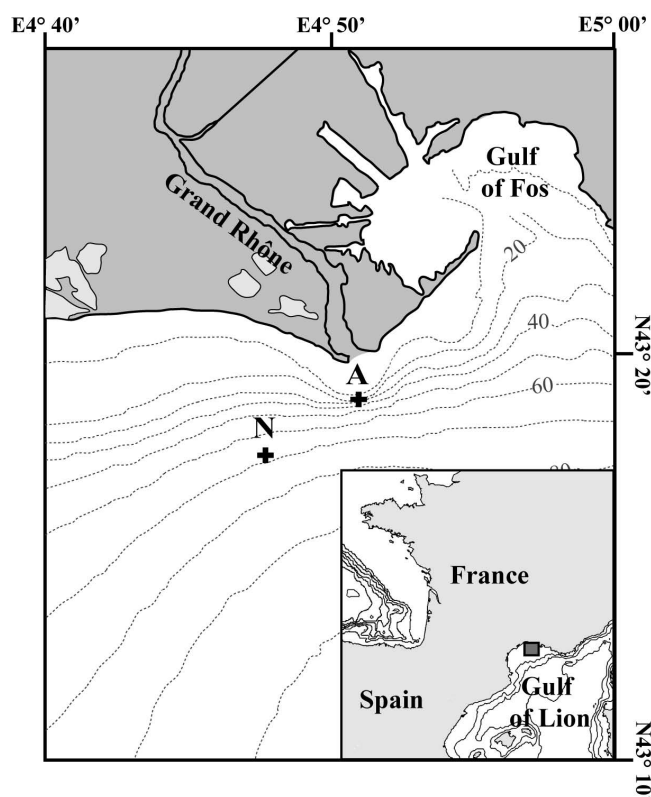 E4° 40’
E4° 50’
E5° 00’
Gulf
of Fos
Grand Rhône
20
40
N43° 20’
A
60
N
France
Gulf
of Lion
Spain
N43° 10